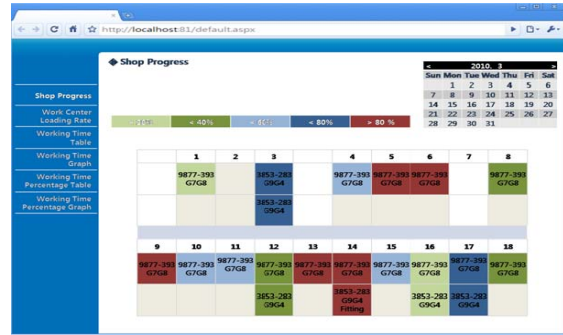 http://localhost:81/default.aspx
Shop Progress
Work Center
Loading Rate
Working Time
Table
Working Time
Graph
Working Time
Percentage Table
Working Time
Percentage Graph
◆ Shop Progress
< 2010. 3 >
Sun Mon Tue Wed Thu Fri Sat
1 2 3 4 5 6
7 8 9 10 11 12 13
14 15 16 17 18 19 20
21 22 23 24 25 26 27
28 29 30 31
< 40% < 80% > 80 %
1 2 3 4 5 6 7 8
9877-393 3853-283 9877-393 9877-393 9877-393 9877-393
G7G8 G9G4 G7G8 G7G8 G7G8 G7G8
3853-283
G9G4
9 10 11 12 13 14 15 16 17 18
9877-393 9877-393 9877-393 9877-393 9877-393 9877-393 9877-393 9877-393 9877-393 9877-393
G7G8 G7G8 G7G8 G7G8 G7G8 G7G8 G7G8 G7G8 G7G8 G7G8
3853-283 3853-283 3853-283 3853-283
G9G4 G9G4 G9G4 G9G4
Fitting